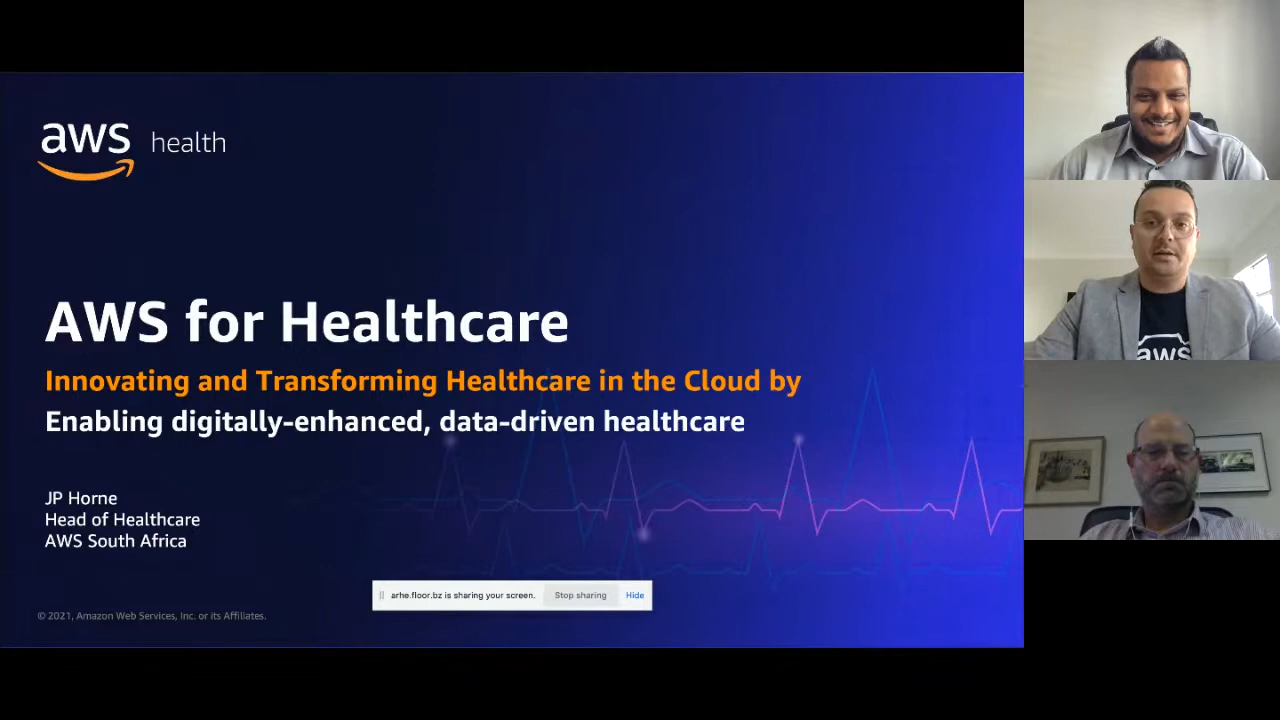 aws health
AWS for Healthcare
Innovating and Transforming Healthcare in the Cloud by
Enabling digitally-enhanced, data-driven healthcare
JP Horne
Head of Healthcare
AWS South Africa
arhe.floor.bz is sharing your screen. Stop sharing Hide
© 2021, Amazon Web Services, Inc. or its Affiliates.
aws